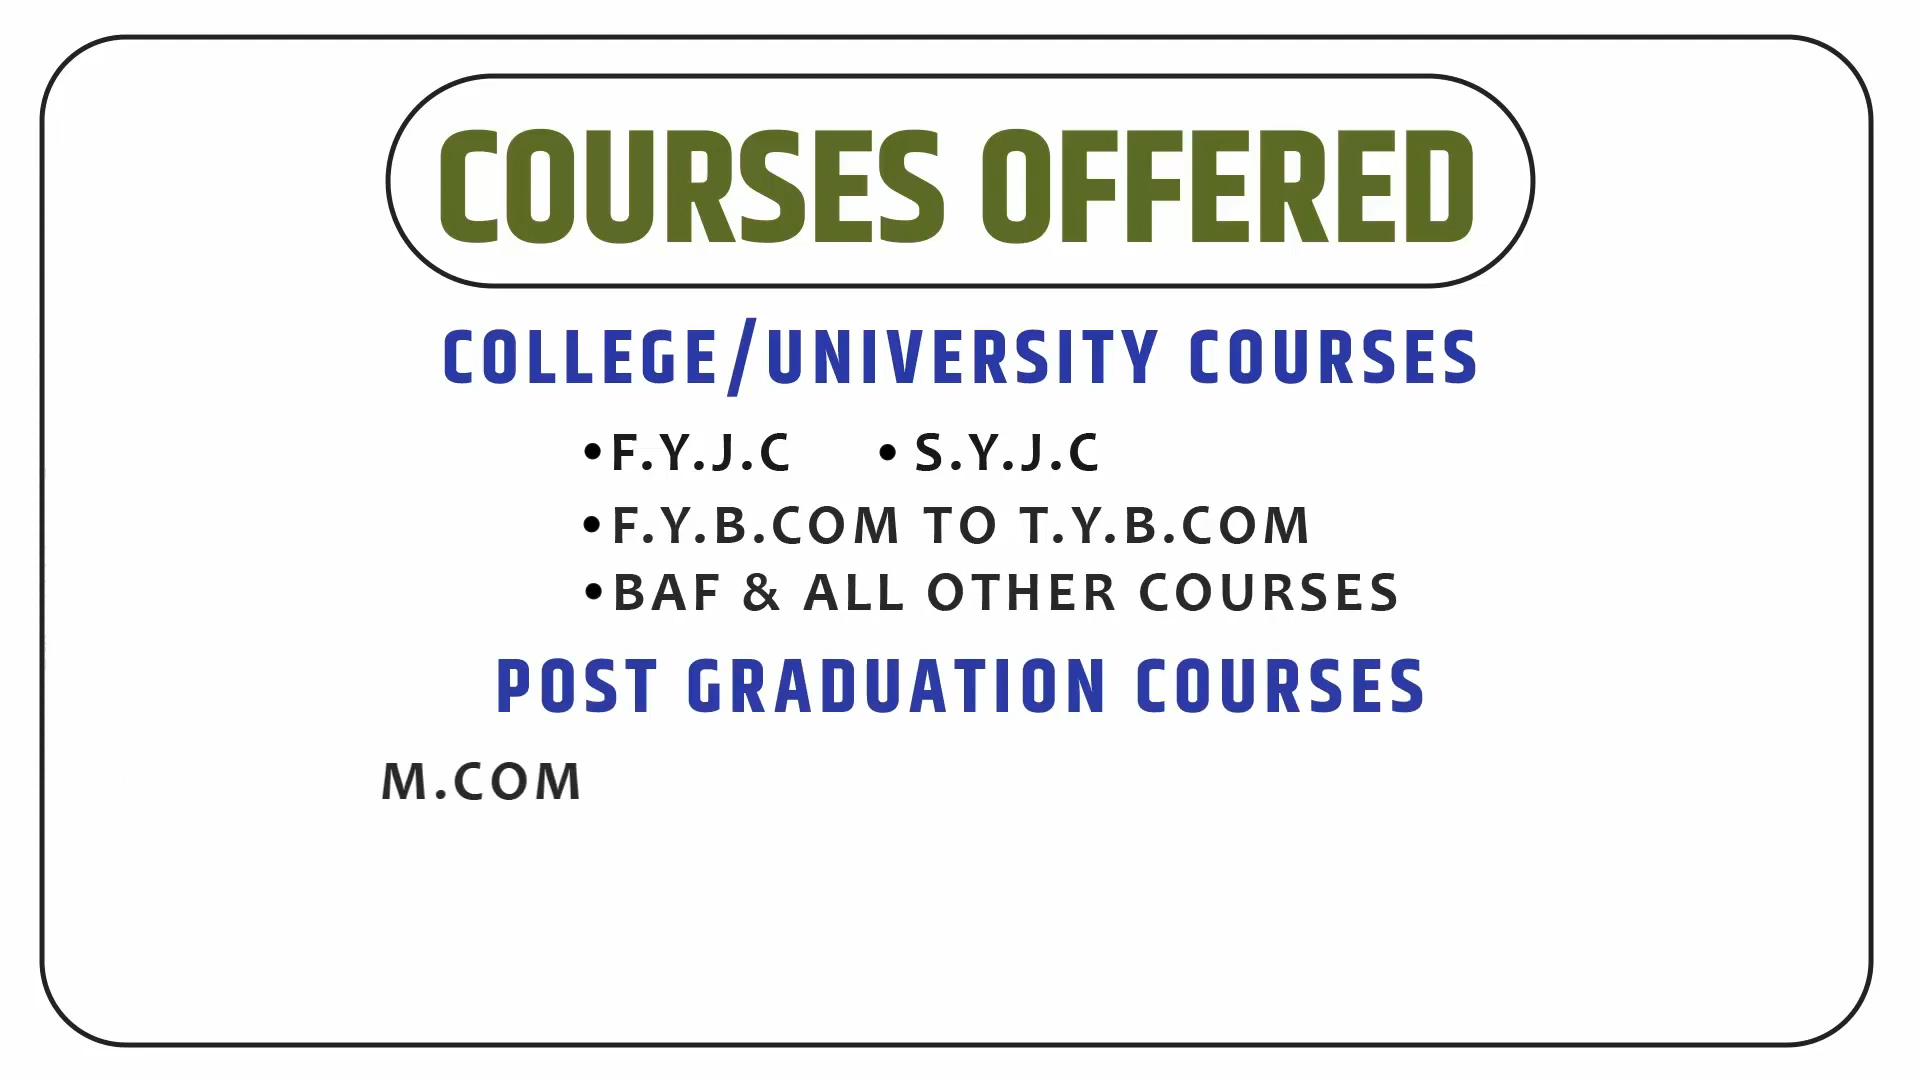 COURSES OFFERED
COLLEGE/UNIVERSITY COURSES
•F.Y.J.C • S.Y.J.C
•F.Y.B.COM TO T.Y.B.COM
•BAF & ALL OTHER COURSES
POST GRADUATION COURSES
M.COM